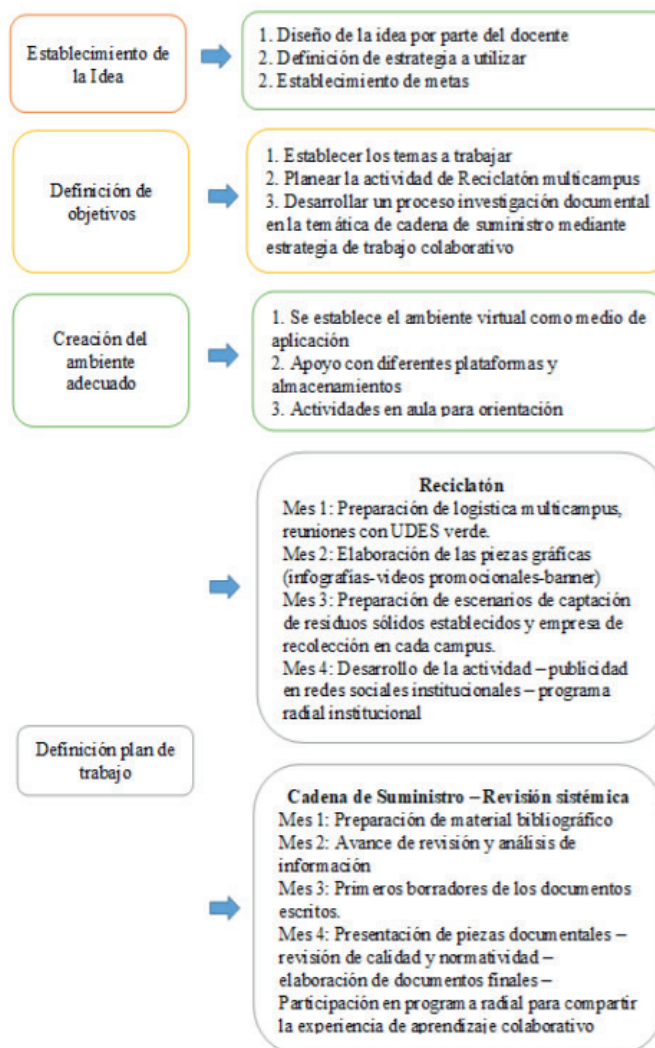 Establecimiento de
la Idea
1. Diseño de la idea por parte del docente
2. Definición de estrategia a utilizar
2. Establecimiento de metas
Definición de
objetivos
1. Establecer los temas a trabajar
2. Planear la actividad de Reciclatón multicampus
3. Desarrollar un proceso investigación documental
en la temática de cadena de suministro mediante
estrategia de trabajo colaborativo
Creación del
ambiente
adecuado
1. Se establece el ambiente virtual como medio de
aplicación
2. Apoyo con diferentes plataformas y
almacenamientos
3. Actividades en aula para orientación
Definición plan de
trabajo
Reciclatón
Mes 1: Preparación de logistica multicampus,
reuniones con UDES verde.
Mes 2: Elaboración de las piezas gráficas
(infografías-videos promocionales-banner)
Mes 3: Preparación de escenarios de captación
de residuos sólidos establecidos y empresa de
recolección en cada campus.
Mes 4: Desarrollo de la actividad – publicidad
en redes sociales institucionales – programa
radial institucional
Cadena de Suministro – Revisión sistémica
Mes 1: Preparación de material bibliográfico
Mes 2: Avance de revisión y análisis de
información
Mes 3: Primeros borradores de los documentos
escritos.
Mes 4: Presentación de piezas documentales –
revisión de calidad y normatividad –
elaboración de documentos finales –
Participación en programa radial para compartir
la experiencia de aprendizaje colaborativo